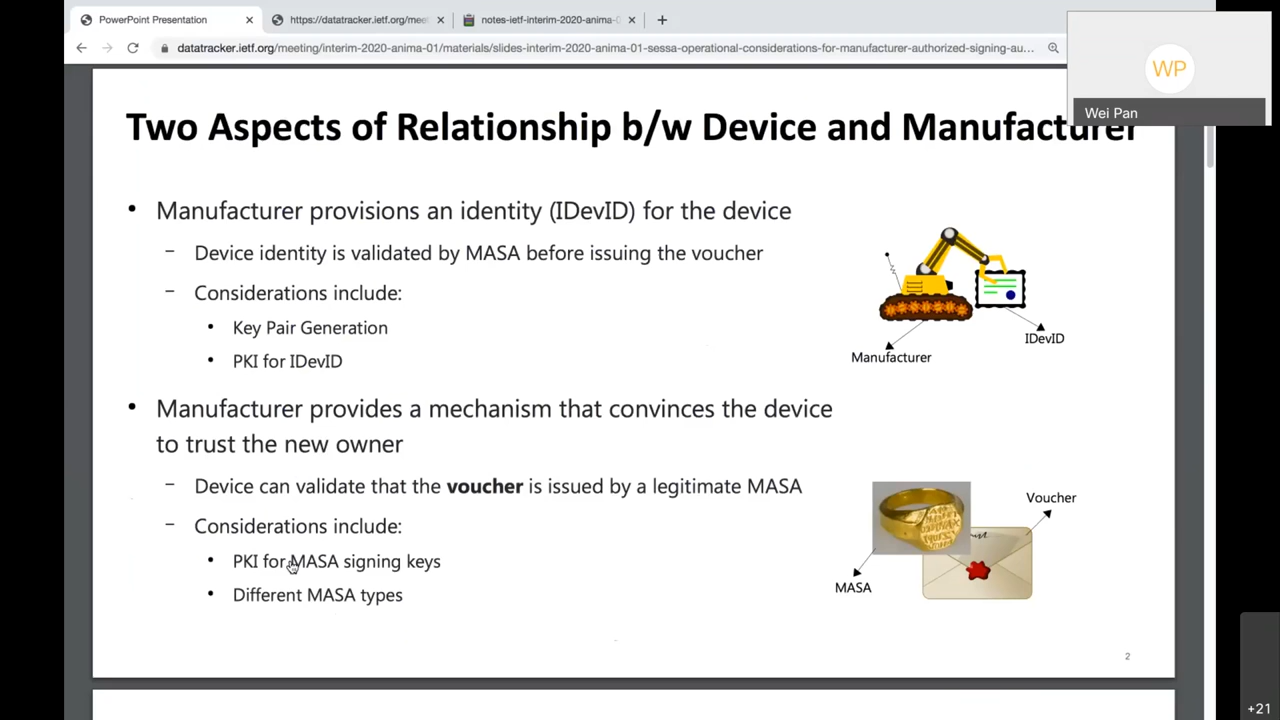 PowerPoint Presentation
https://datatracker.ietf.org/mee
notes-ietf-interim-2020-anima-
datatracker.ietf.org/meeting/interim-2020-anima-01/materials/slides-interim-2020-anima-01-sessa-operational-considerations-for-manufacturer-authorized-signing-au...
WP
Wei Pan
Two Aspects of Relationship b/w Device and Manufacturer
• Manufacturer provisions an identity (IDevID) for the device
– Device identity is validated by MASA before issuing the voucher
– Considerations include:
• Key Pair Generation
• PKI for IDevID
Manufacturer
IDevID
• Manufacturer provides a mechanism that convinces the device
to trust the new owner
– Device can validate that the voucher is issued by a legitimate MASA
– Considerations include:
• PKI for MASA signing keys
• Different MASA types
Voucher
MASA
2
+21